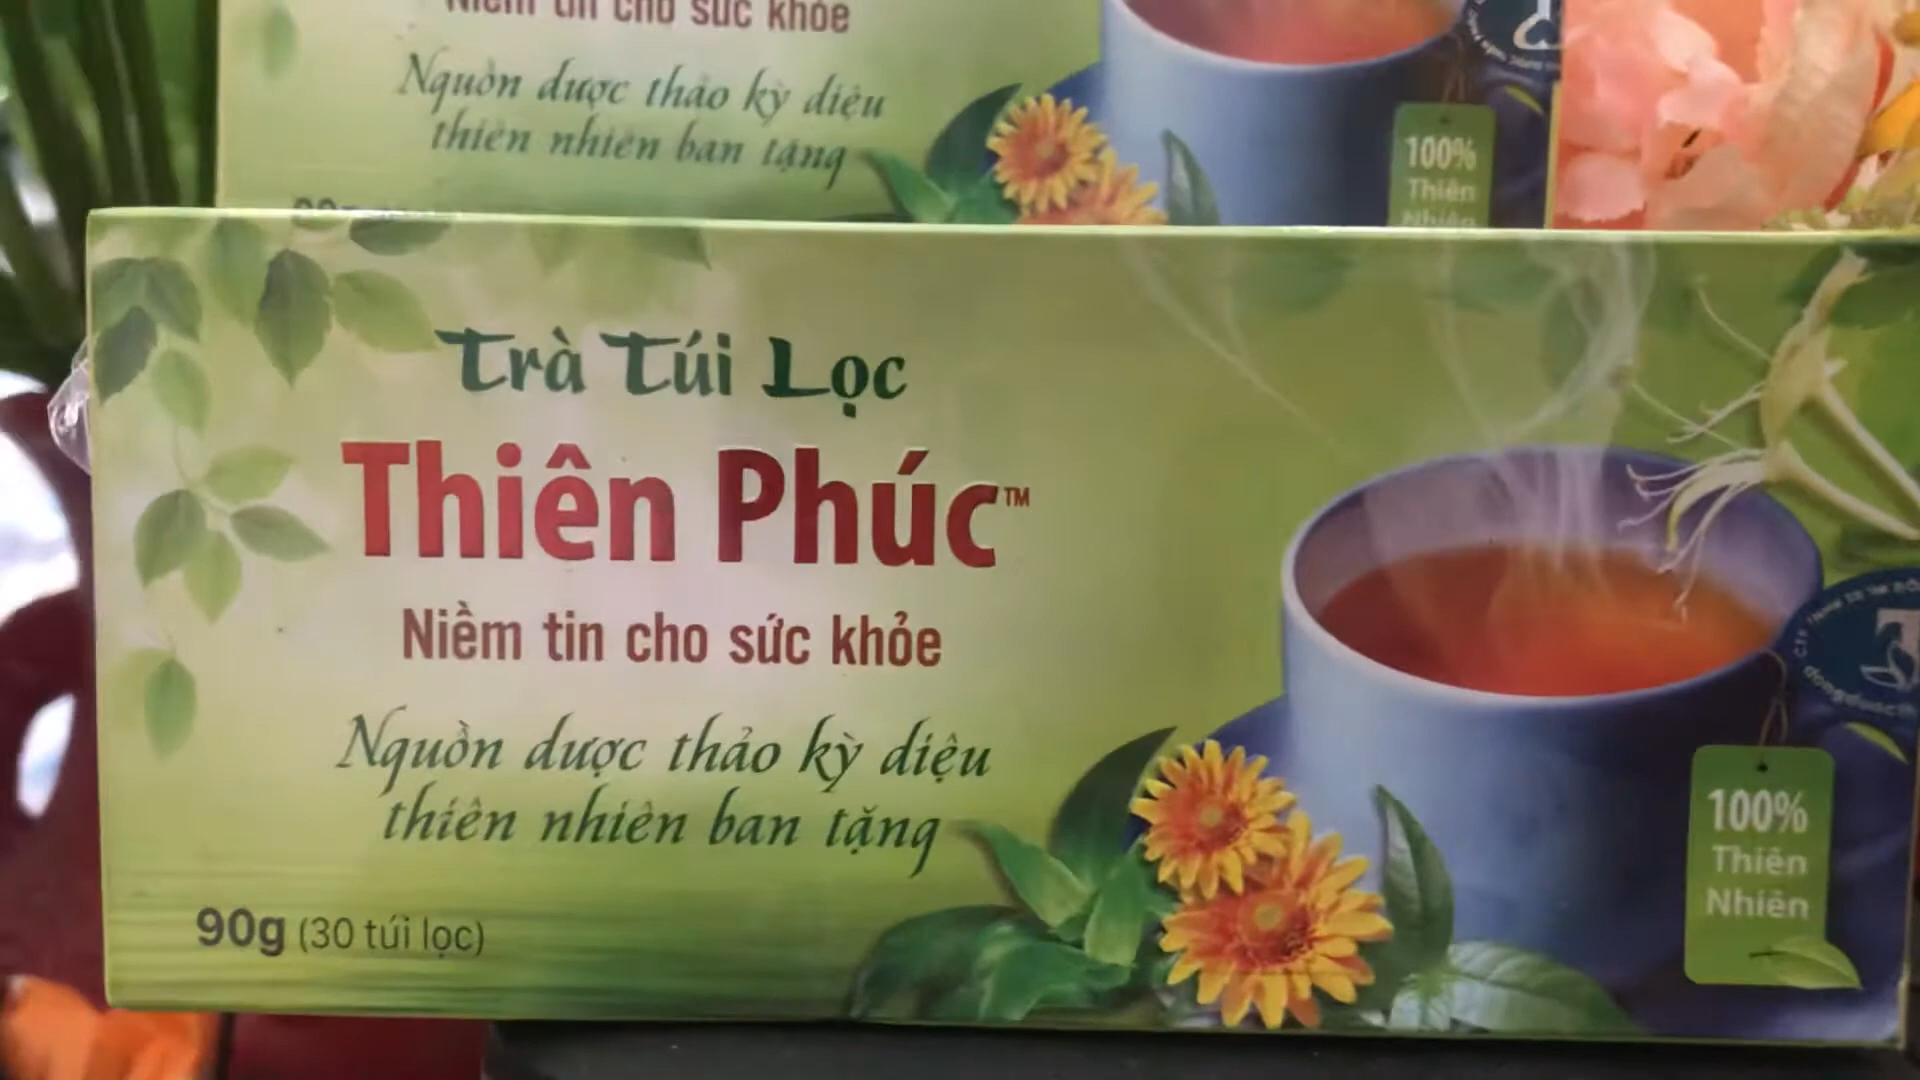 Niềm tin cho sức khỏe
Nguồn dược thảo kỳ diệu
thiên nhiên ban tặng
100%
Thiên
Nhiên
Trà Túi Lọc
Thiên Phúc™
Niềm tin cho sức khỏe
Nguồn dược thảo kỳ diệu
thiên nhiên ban tặng
90g (30 túi lọc)
100%
Thiên
Nhiên